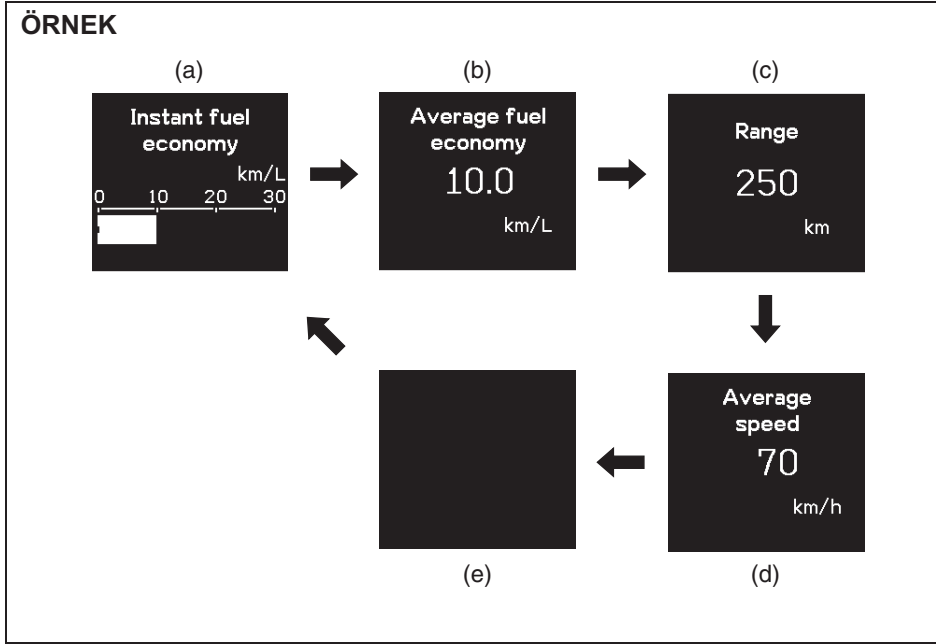 ÖRNEK
(a)
Instant fuel
economy
km/L
0 10 20 30
(b)
Average fuel
economy
10.0
km/L
(c)
Range
250
km
Average
speed
70
km/h
(d)
(e)